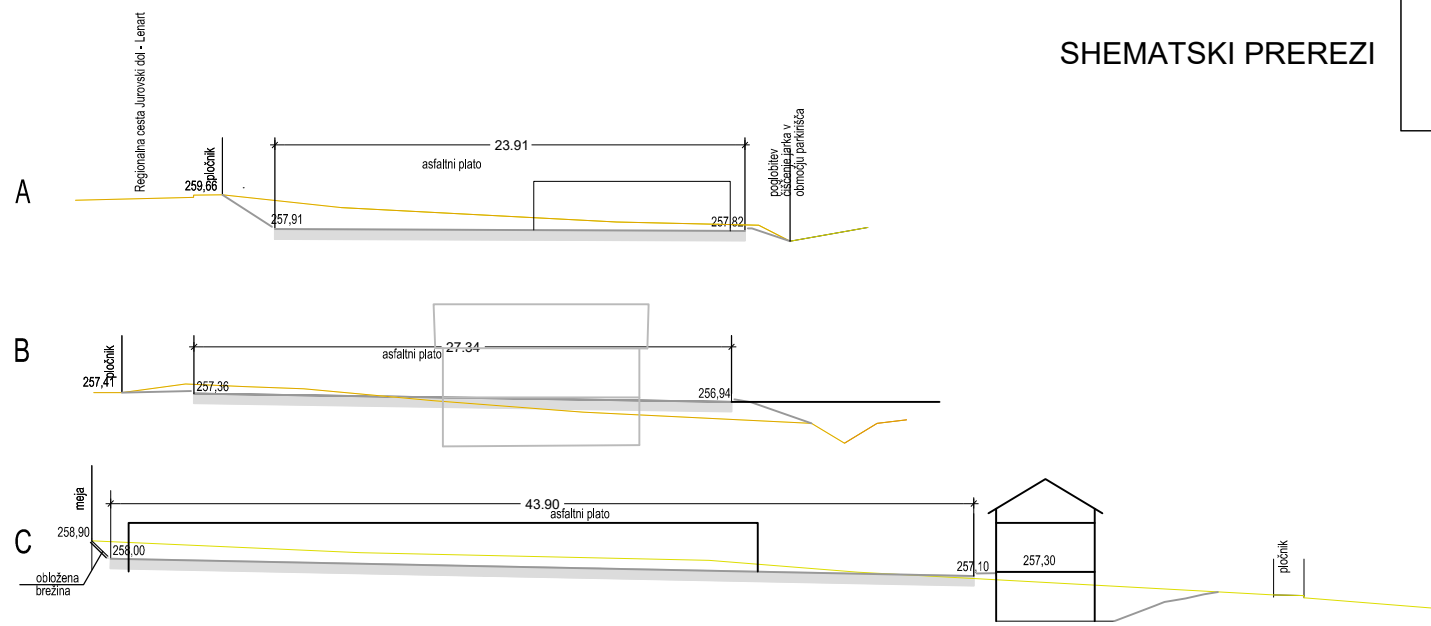 SHEMATSKI PREREZI
A
Regionalna cesta Jurovski dol - Lenart
pločnik
259,66
23.91
asfaltni plato
257,91
257,82
poglobitev
čiščenje jarka v
območju parkirišča
B
pločnik
257,41
27.34
asfaltni plato
257,36
256,94
C
meja
258,90
43.90
asfaltni plato
258,00
257,10
257,30
pločnik
obložena
brežina